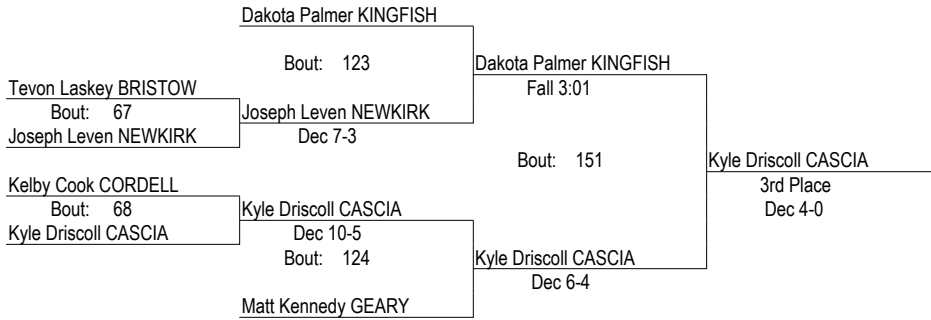 Dakota Palmer KINGFISH
Bout: 123
Dakota Palmer KINGFISH
Fall 3:01
Tevon Laskey BRISTOW
Bout: 67
Joseph Leven NEWKIRK
Joseph Leven NEWKIRK
Dec 7-3
Bout: 151
Kyle Driscoll CASCIA
3rd Place
Dec 4-0
Kelby Cook CORDELL
Bout: 68
Kyle Driscoll CASCIA
Kyle Driscoll CASCIA
Dec 10-5
Bout: 124
Kyle Driscoll CASCIA
Dec 6-4
Matt Kennedy GEARY